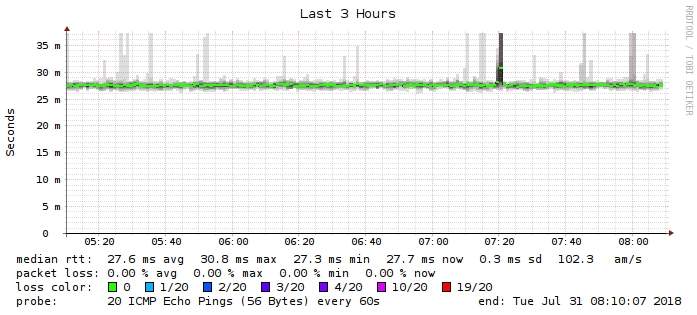 Last 3 Hours
RRDTOOL / TOBI OETIKER
Seconds
35 m
30 m
25 m
20 m
15 m
10 m
5 m
0
05:20 05:40 06:00 06:20 06:40 07:00 07:20 07:40 08:00
median rtt: 27.6 ms avg 30.8 ms max 27.3 ms min 27.7 ms now 0.3 ms sd 102.3 am/s
packet loss: 0.00 % avg 0.00 % max 0.00 % min 0.00 % now
loss color: 0 1/20 2/20 3/20 4/20 10/20 19/20
probe: 20 ICMP Echo Pings (56 Bytes) every 60s end: Tue Jul 31 08:10:07 2018